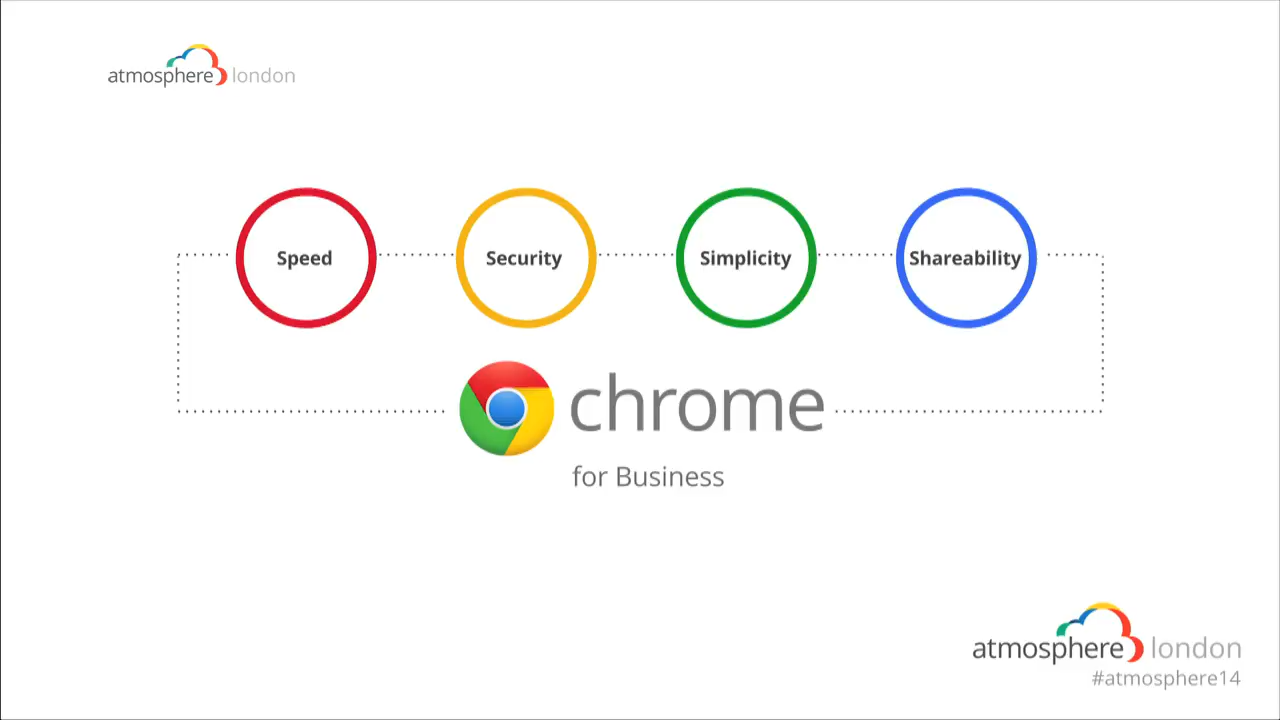 atmosphere london
Speed
Security
Simplicity
Shareability
chrome
for Business
atmosphere london
#atmosphere14